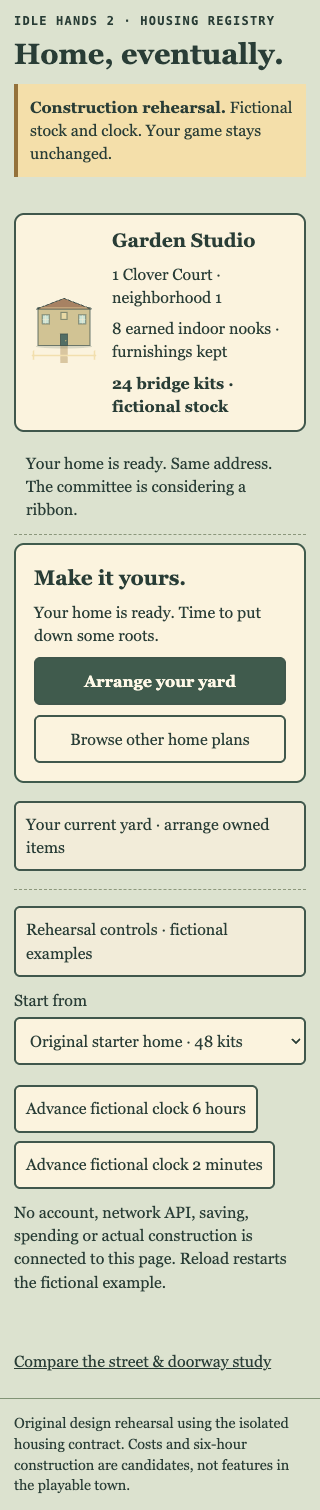 IDLE HANDS 2 · HOUSING REGISTRY
Home, eventually.
Construction rehearsal. Fictional
stock and clock. Your game stays
unchanged.
Garden Studio
1 Clover Court ·
neighborhood 1
8 earned indoor nooks ·
furnishings kept
24 bridge kits ·
fictional stock
Your home is ready. Same address.
The committee is considering a
ribbon.
Make it yours.
Your home is ready. Time to put
down some roots.
Arrange your yard
Browse other home plans
Your current yard · arrange owned
items
Rehearsal controls · fictional
examples
Start from
Original starter home · 48 kits
Advance fictional clock 6 hours
Advance fictional clock 2 minutes
No account, network API, saving,
spending or actual construction is
connected to this page. Reload restarts
the fictional example.
Compare the street & doorway study
Original design rehearsal using the isolated
housing contract. Costs and six-hour
construction are candidates, not features in
the playable town.